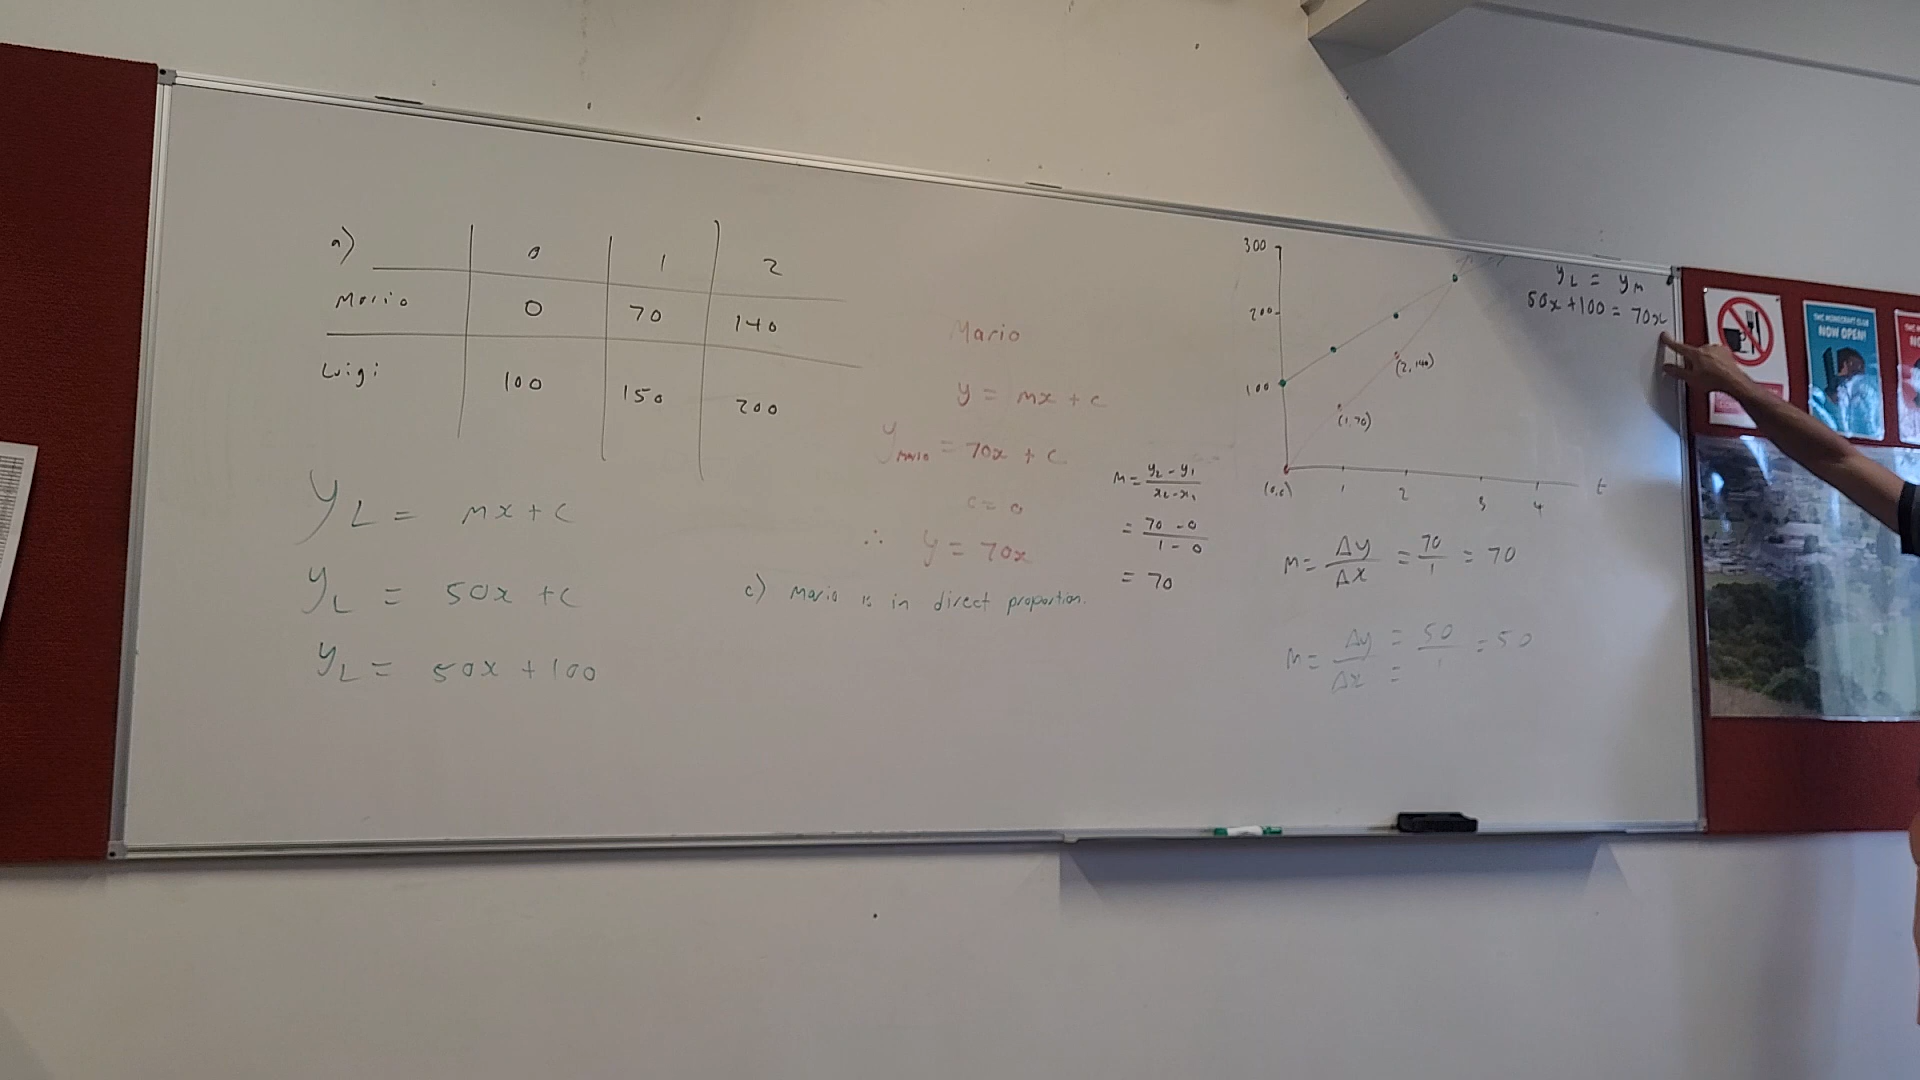 a) 0 1 2
Mario 0 70 140
Luigi 100 150 200
y_L = mx + c
y_L = 50x + c
y_L = 50x + 100
Mario
y = mx + c
y_Mario = 70x + c
c = 0
∴ y = 70x
c) Mario is in direct proportion.
m = (y₂ - y₁)/(x₂ - x₁)
= (70 - 0)/(1 - 0)
= 70
300
200
100
(2, 140)
(1, 70)
(0,0) 1 2 3 4 t
m = Δy/Δx = 70/1 = 70
m = Δy/Δx = 50/1 = 50
y_L = y_M
50x + 100 = 70x
NOW OPEN!